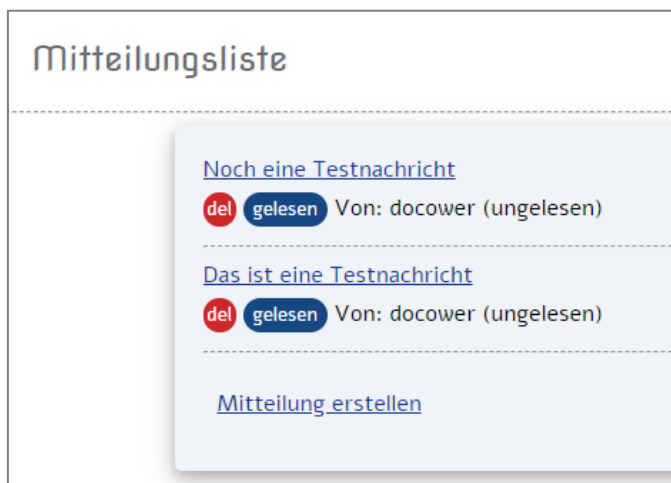 Mitteilungsliste
Noch eine Testnachricht
del gelesen Von: docower (ungelesen)
Das ist eine Testnachricht
del gelesen Von: docower (ungelesen)
Mitteilung erstellen